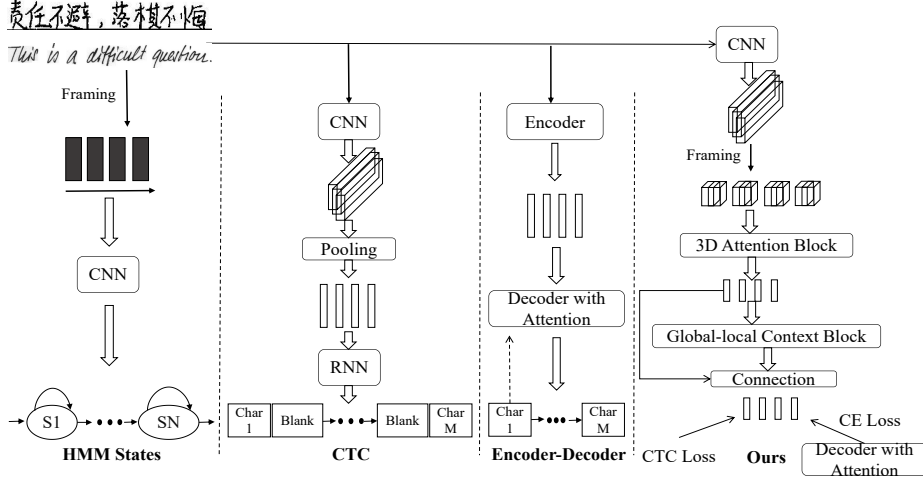 责任不避，落棋不悔
This is a difficult question.
Framing
CNN
S1
SN
HMM States
CNN
Pooling
RNN
Char
1
Blank
Blank
Char
M
CTC
Encoder
Decoder with
Attention
Char
1
Char
M
Encoder-Decoder
CNN
Framing
3D Attention Block
Global-local Context Block
Connection
CTC Loss
CE Loss
Decoder with
Attention
Ours